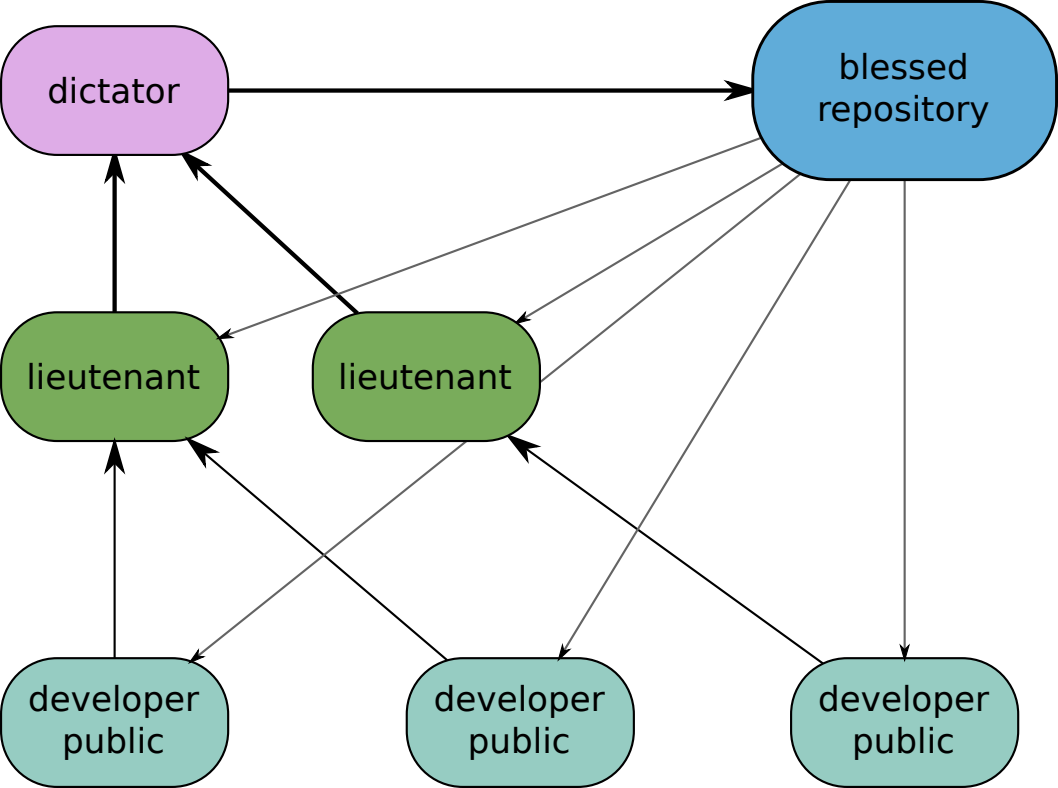 dictator
blessed
repository
lieutenant
lieutenant
developer
public
developer
public
developer
public